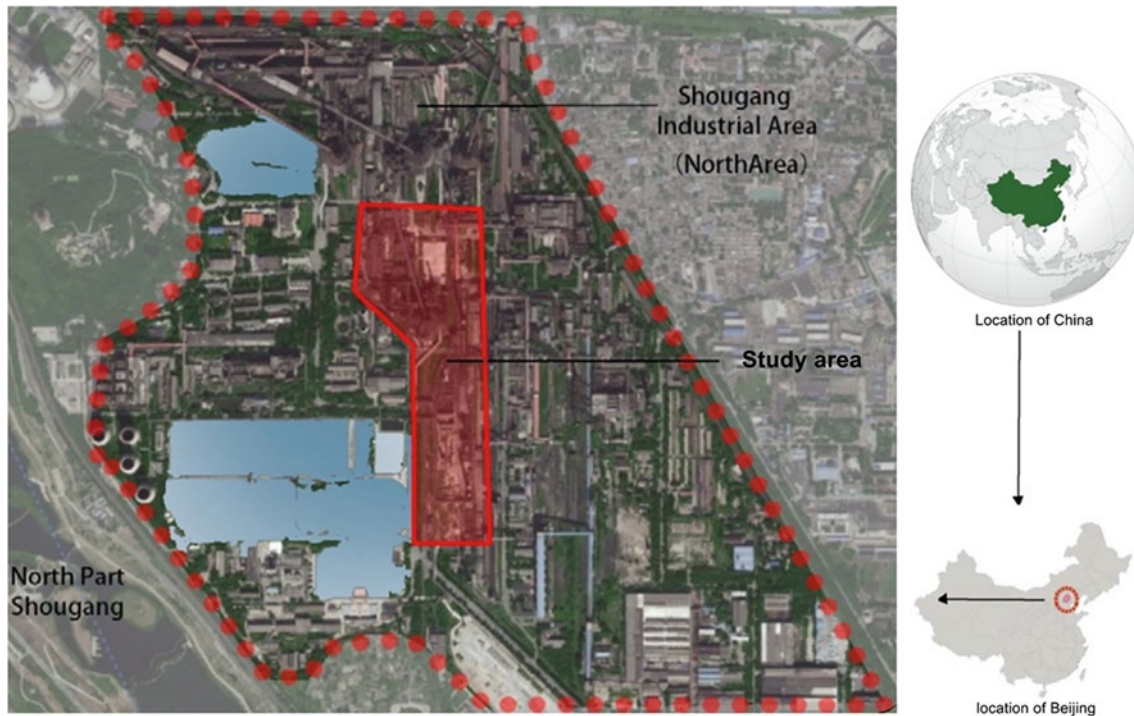 Shougang
Industrial Area
(NorthArea)
Study area
North Part
Shougang
Location of China
location of Beijing